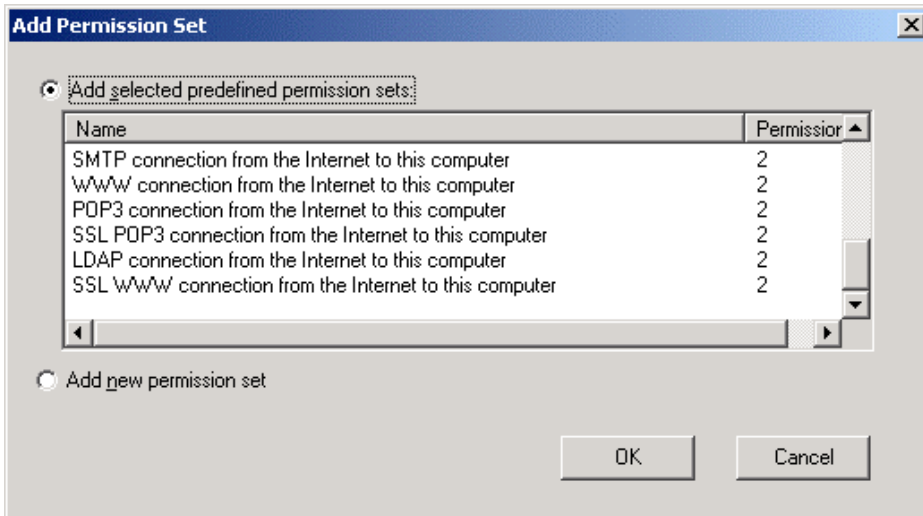 Add Permission Set
Add selected predefined permission sets:
Name Permission
SMTP connection from the Internet to this computer 2
WWW connection from the Internet to this computer 2
POP3 connection from the Internet to this computer 2
SSL POP3 connection from the Internet to this computer 2
LDAP connection from the Internet to this computer 2
SSL WWW connection from the Internet to this computer 2
Add new permission set
OK Cancel